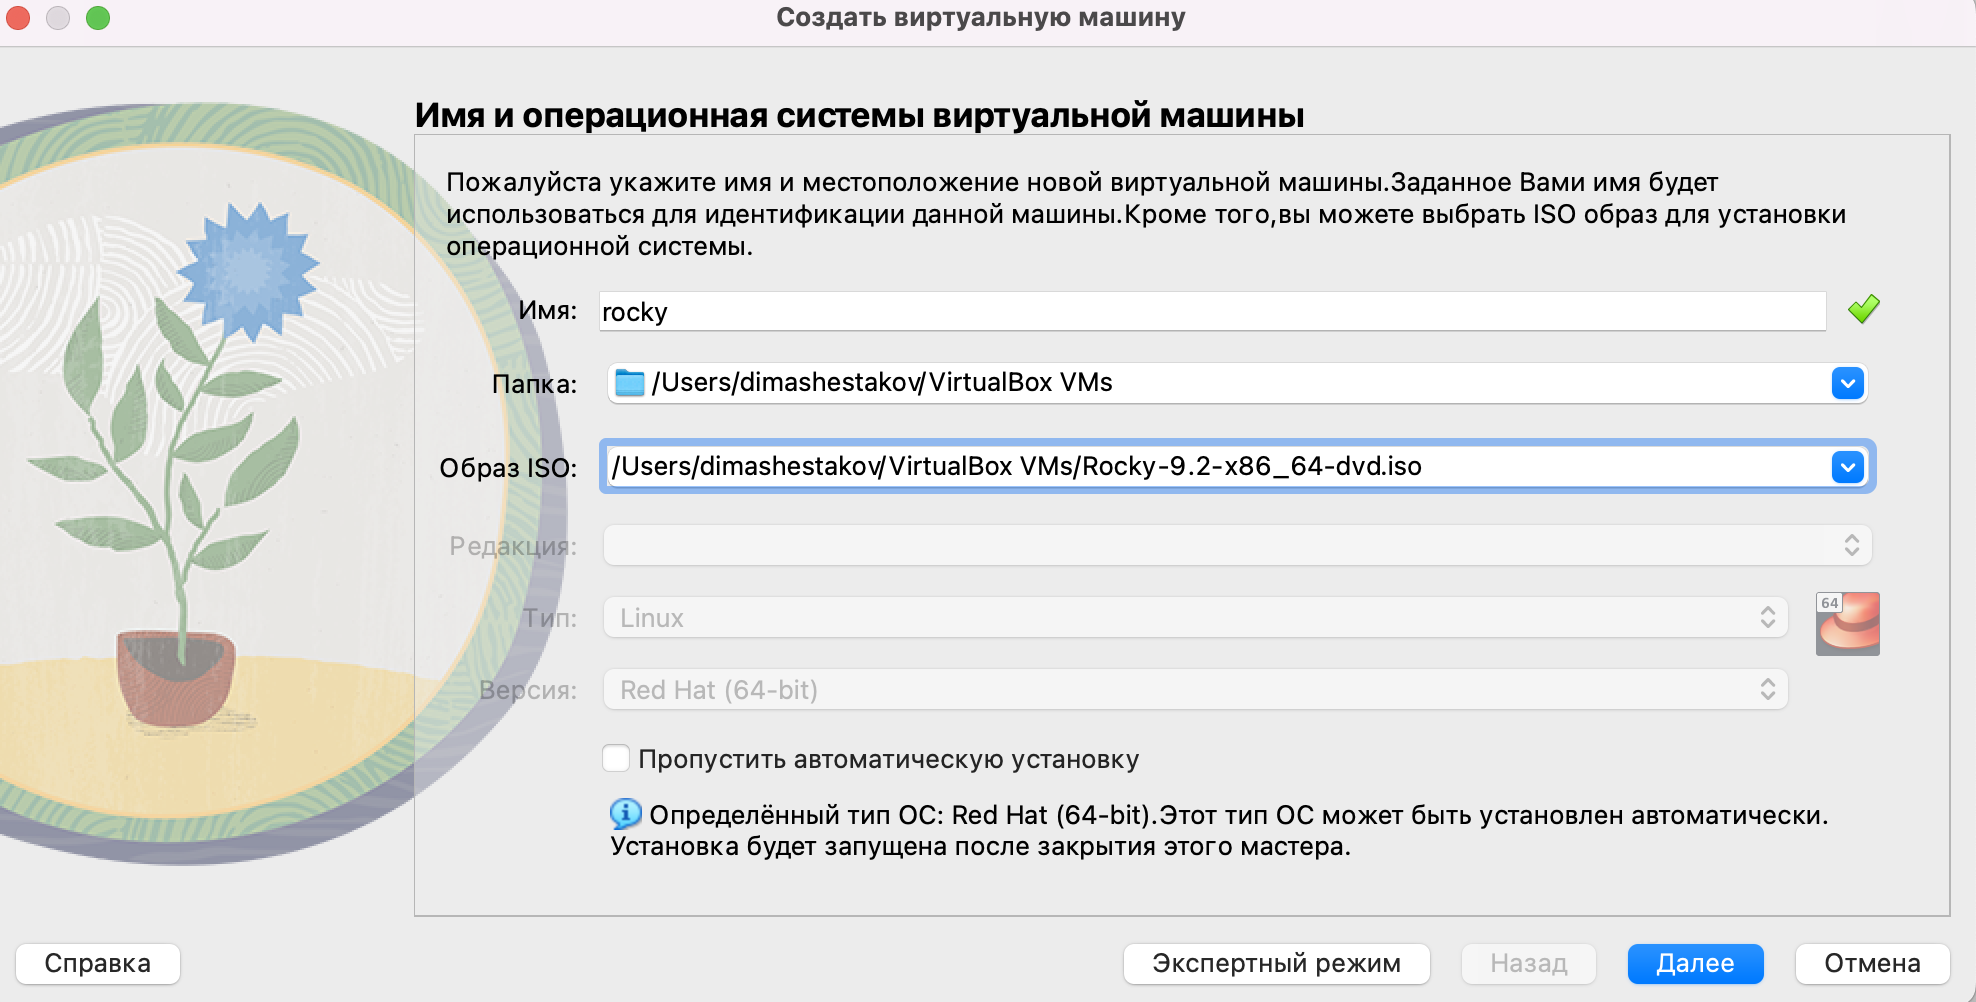 Создать виртуальную машину
Имя и операционная системы виртуальной машины
Пожалуйста укажите имя и местоположение новой виртуальной машины.Заданное Вами имя будет
использоваться для идентификации данной машины.Кроме того,вы можете выбрать ISO образ для установки
операционной системы.
Имя: rocky
Папка: /Users/dimashestakov/VirtualBox VMs
Образ ISO: /Users/dimashestakov/VirtualBox VMs/Rocky-9.2-x86_64-dvd.iso
Редакция:
Тип: Linux
64
Версия: Red Hat (64-bit)
Пропустить автоматическую установку
Определённый тип ОС: Red Hat (64-bit).Этот тип ОС может быть установлен автоматически.
Установка будет запущена после закрытия этого мастера.
Справка
Экспертный режим
Назад
Далее
Отмена